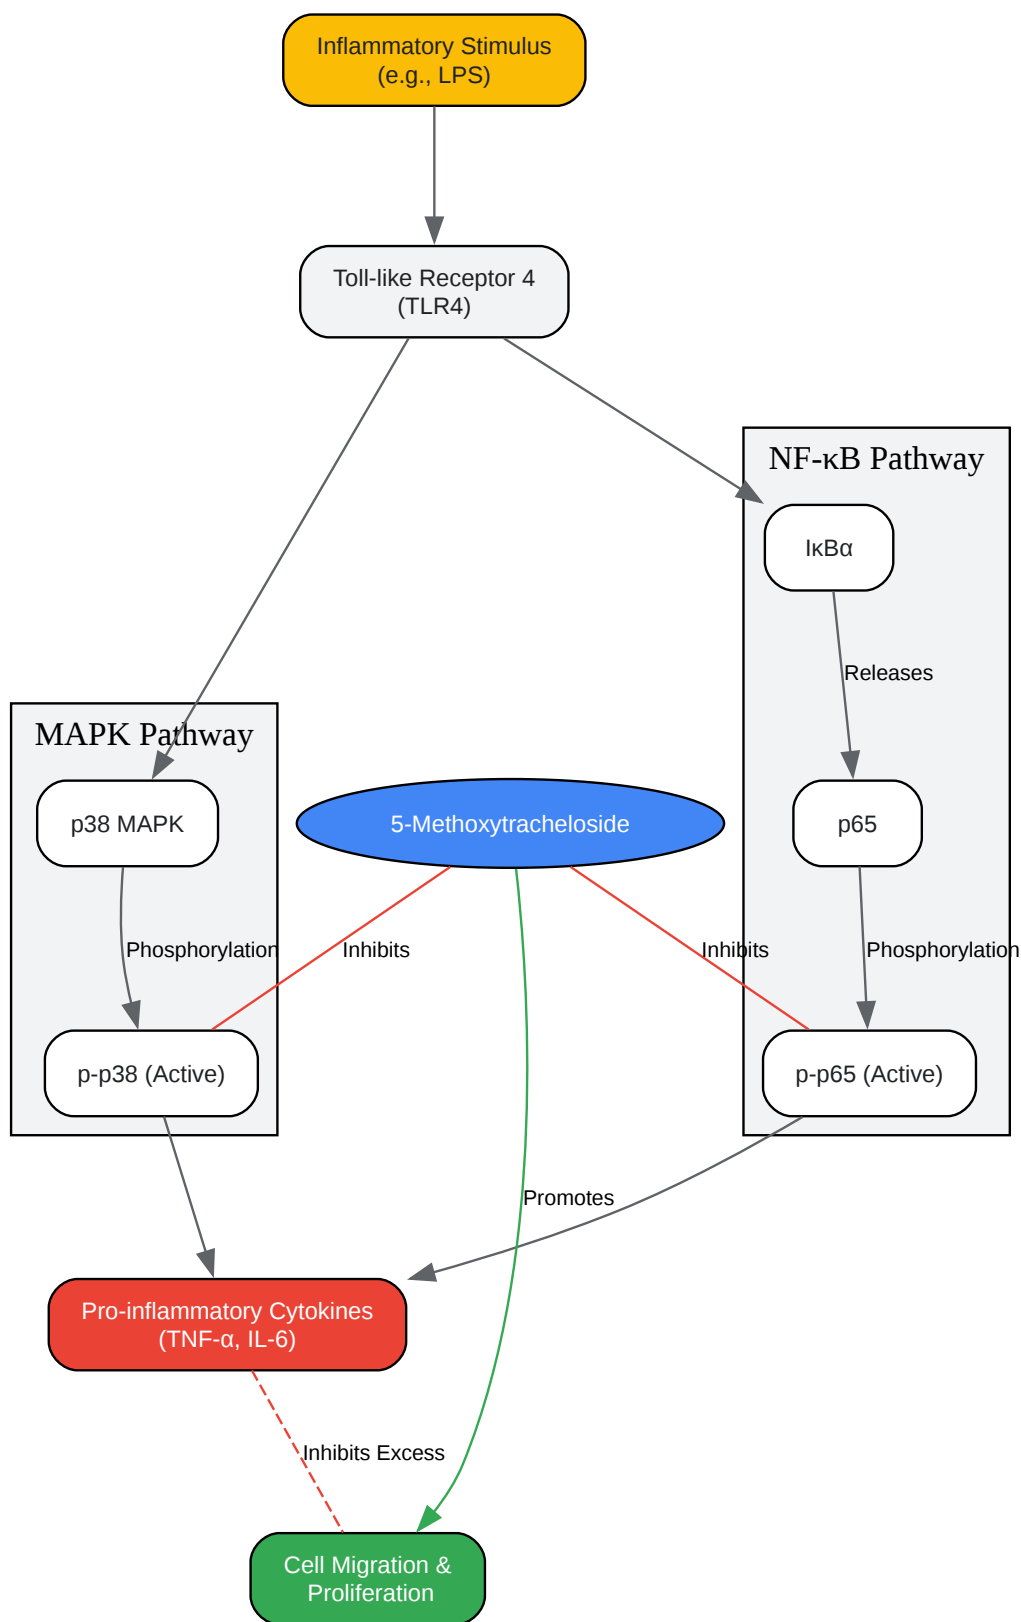 Inflammatory Stimulus
(e.g., LPS)
Toll-like Receptor 4
(TLR4)
NF-κB Pathway
IκBα
Releases
MAPK Pathway
p38 MAPK
5-Methoxytracheloside
p65
Phosphorylation
Inhibits
Inhibits
Phosphorylation
p-p38 (Active)
p-p65 (Active)
Promotes
Pro-inflammatory Cytokines
(TNF-α, IL-6)
Inhibits Excess
Cell Migration &
Proliferation